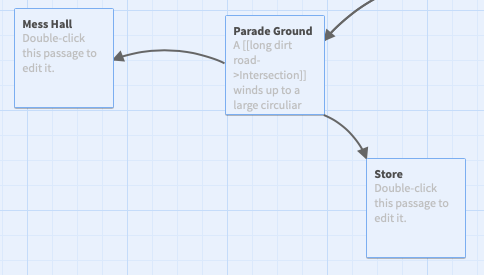 Mess Hall
Double-click
this passage to
edit it.
Parade Ground
A [[long dirt
road-
>Intersection]]
winds up to a
large circuliar
Store
Double-click
this passage to
edit it.